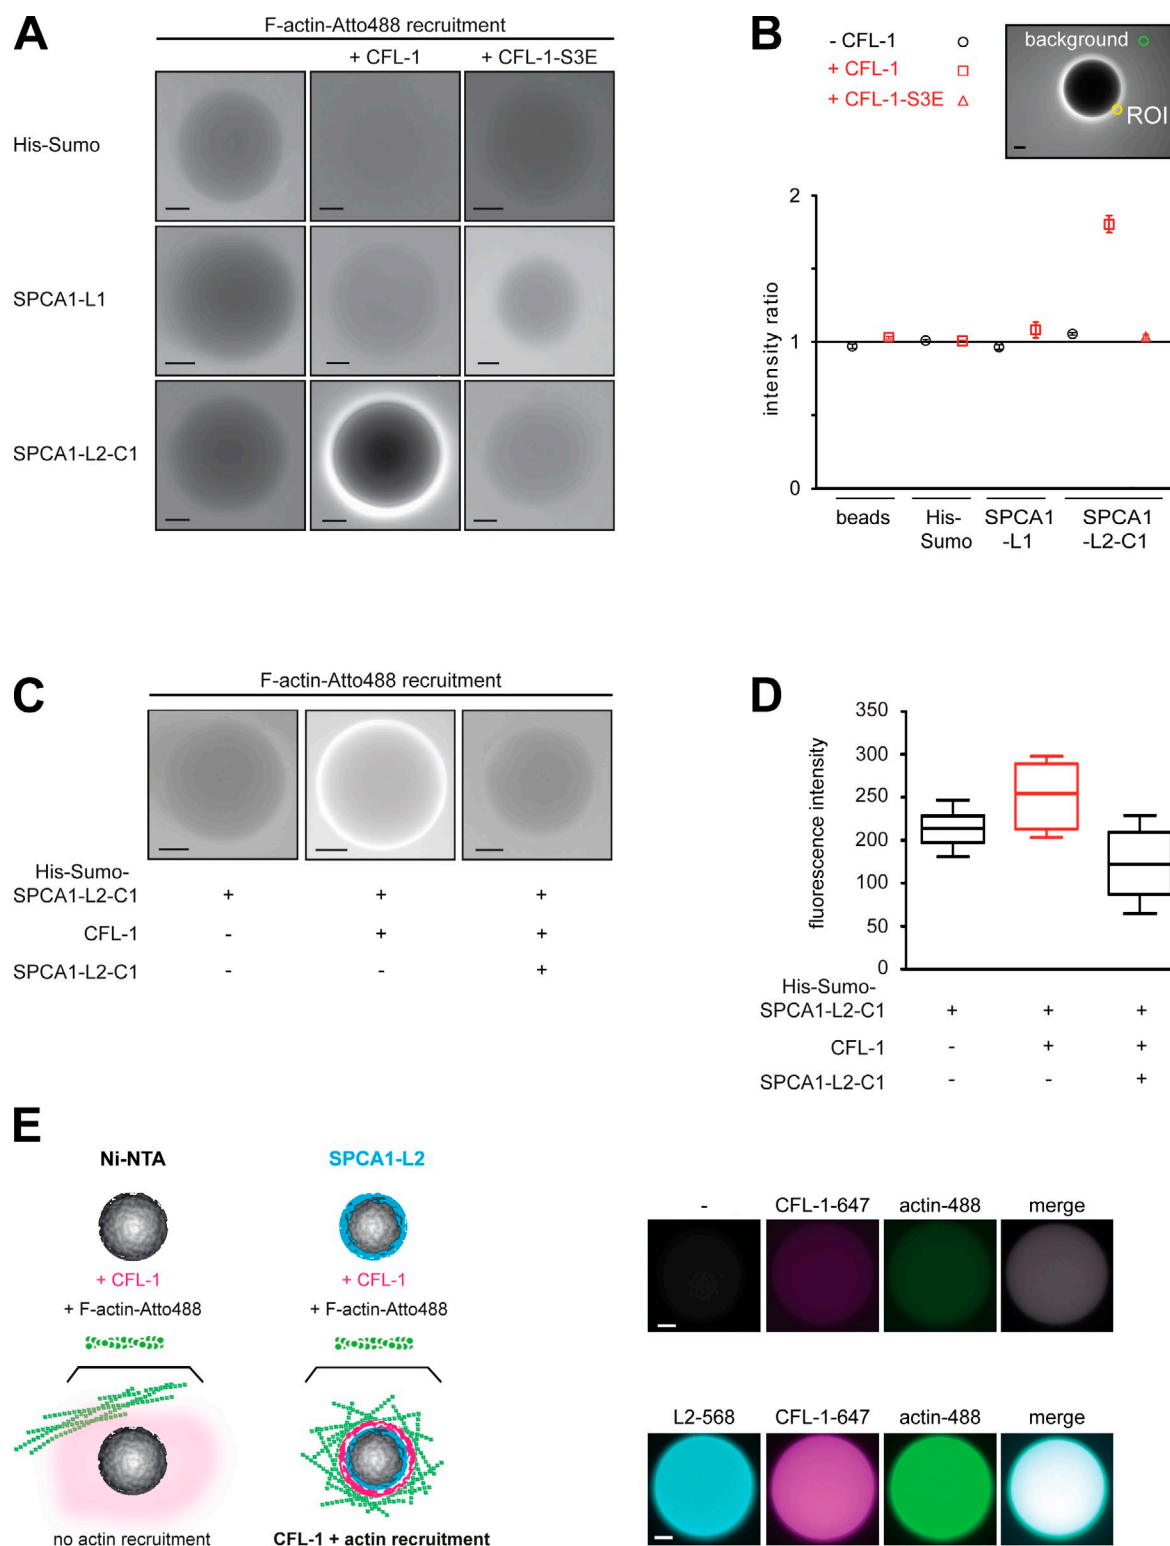 A
F-actin-Atto488 recruitment
+ CFL-1
+ CFL-1-S3E
His-Sumo
SPCA1-L1
SPCA1-L2-C1
B
- CFL-1
+ CFL-1
+ CFL-1-S3E
background
ROI
intensity ratio
2
1
0
beads
His-
Sumo
SPCA1
-L1
SPCA1
-L2-C1
C
F-actin-Atto488 recruitment
His-Sumo-
SPCA1-L2-C1 + + +
CFL-1 - + +
SPCA1-L2-C1 - - +
D
fluorescence intensity
350
300
250
200
100
50
0
His-Sumo-
SPCA1-L2-C1 + + +
CFL-1 - + +
SPCA1-L2-C1 - - +
E
Ni-NTA
+ CFL-1
+ F-actin-Atto488
no actin recruitment
SPCA1-L2
+ CFL-1
+ F-actin-Atto488
CFL-1 + actin recruitment
- CFL-1-647 actin-488 merge
L2-568 CFL-1-647 actin-488 merge